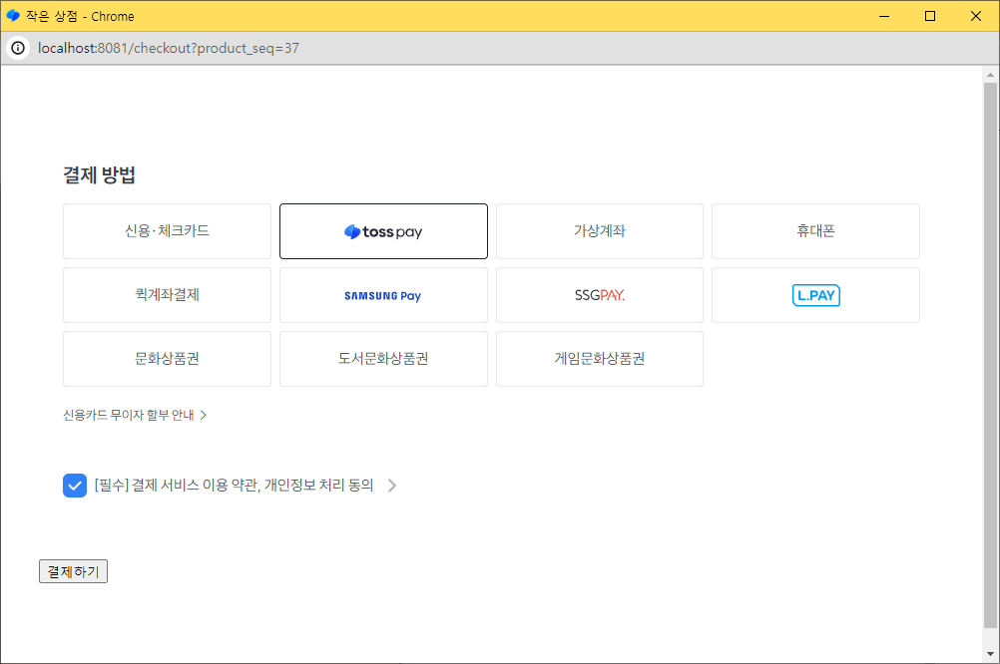 작은 상점 - Chrome
localhost:8081/checkout?product_seq=37
결제 방법
신용·체크카드
toss pay
가상계좌
휴대폰
퀵계좌결제
SAMSUNG Pay
SSGPAY.
L.PAY
문화상품권
도서문화상품권
게임문화상품권
신용카드 무이자 할부 안내 >
[필수] 결제 서비스 이용 약관, 개인정보 처리 동의 >
결제하기